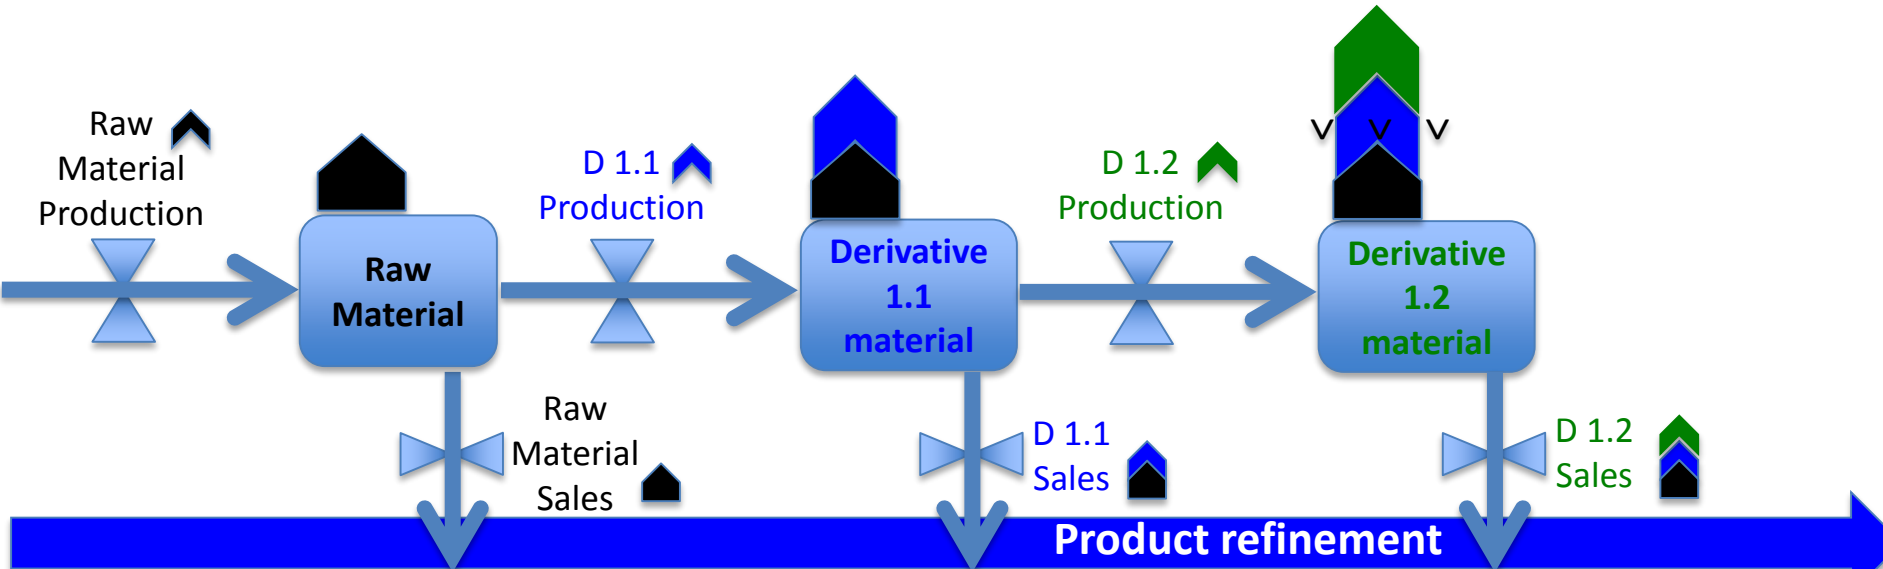 Raw
Material
Production
D 1.1
Production
D 1.2
Production
v v v
Raw
Material
Derivative
1.1
material
Derivative
1.2
material
Raw
Material
Sales
D 1.1
Sales
D 1.2
Sales
Product refinement